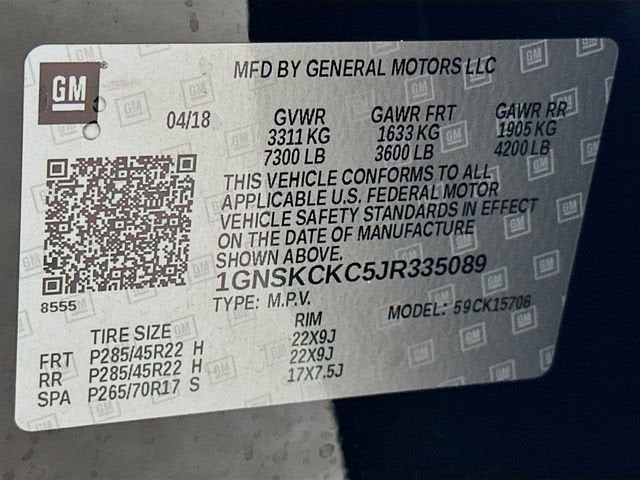 GM
MFD BY GENERAL MOTORS LLC
04/18
GVWR GAWR FRT GAWR RR
3311 KG 1633 KG 1905 KG
7300 LB 3600 LB 4200 LB
THIS VEHICLE CONFORMS TO ALL
APPLICABLE U.S. FEDERAL MOTOR
VEHICLE SAFETY STANDARDS IN EFFECT
ON THE DATE OF MANUFACTURE
SHOWN ABOVE.
1GNSKCKC5JR335089
8555
TYPE: M.P.V. MODEL: 59CK15706
TIRE SIZE RIM
FRT P285/45R22 H 22X9J
RR P285/45R22 H 22X9J
SPA P265/70R17 S 17X7.5J